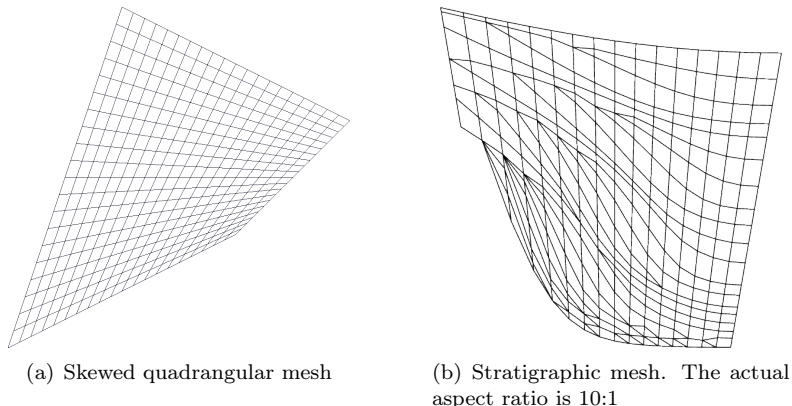 (a) Skewed quadrangular mesh
(b) Stratigraphic mesh. The actual
aspect ratio is 10:1